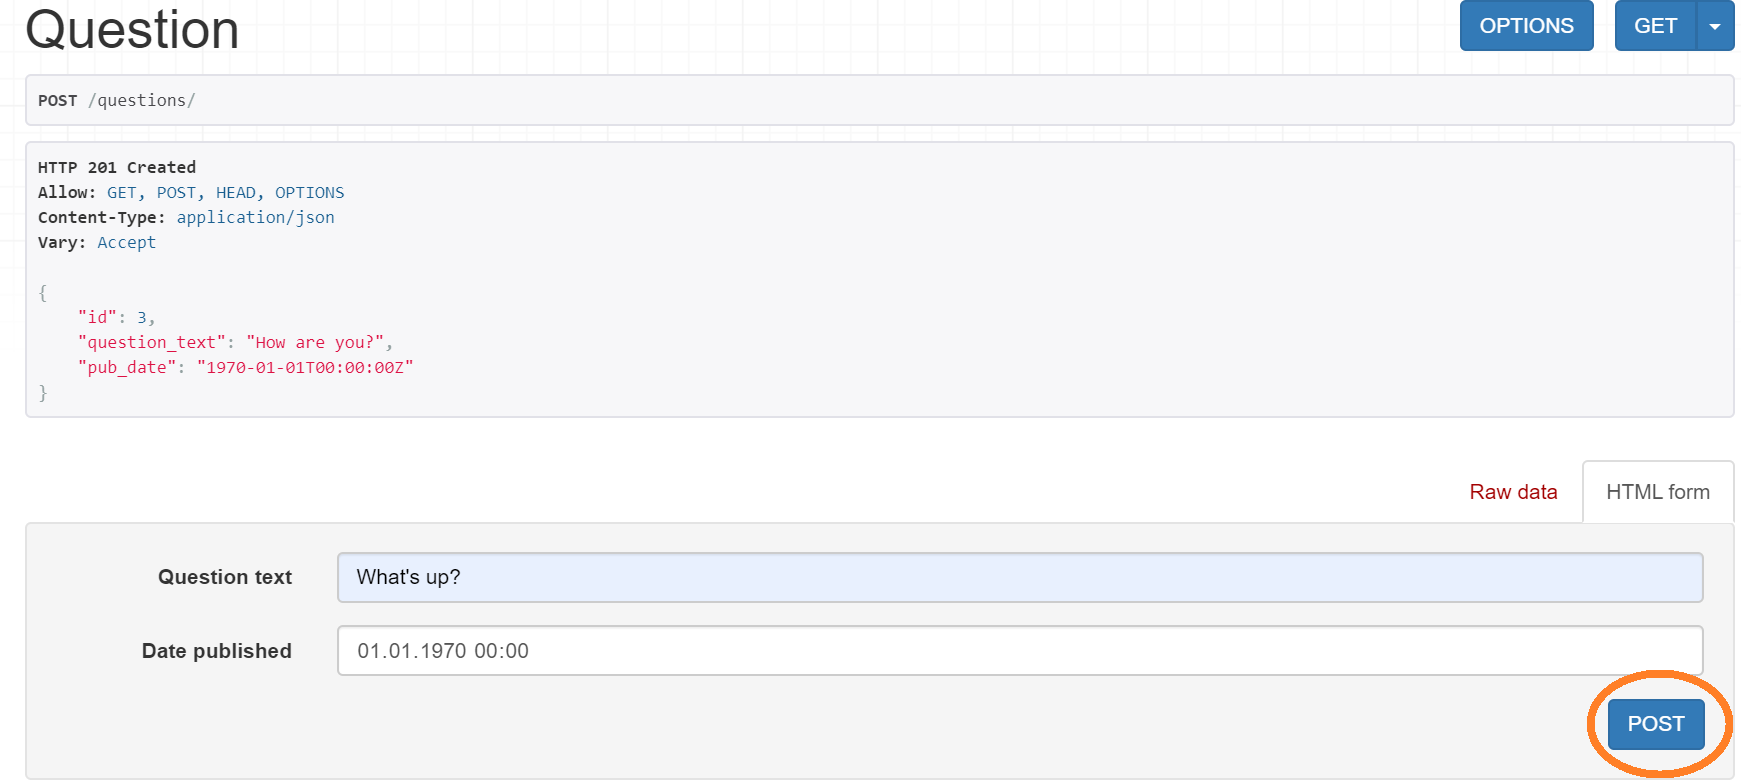 Question
OPTIONS
GET
POST /questions/
HTTP 201 Created
Allow: GET, POST, HEAD, OPTIONS
Content-Type: application/json
Vary: Accept
{
    "id": 3,
    "question_text": "How are you?",
    "pub_date": "1970-01-01T00:00:00Z"
}
Raw data
HTML form
Question text
What's up?
Date published
01.01.1970 00:00
POST